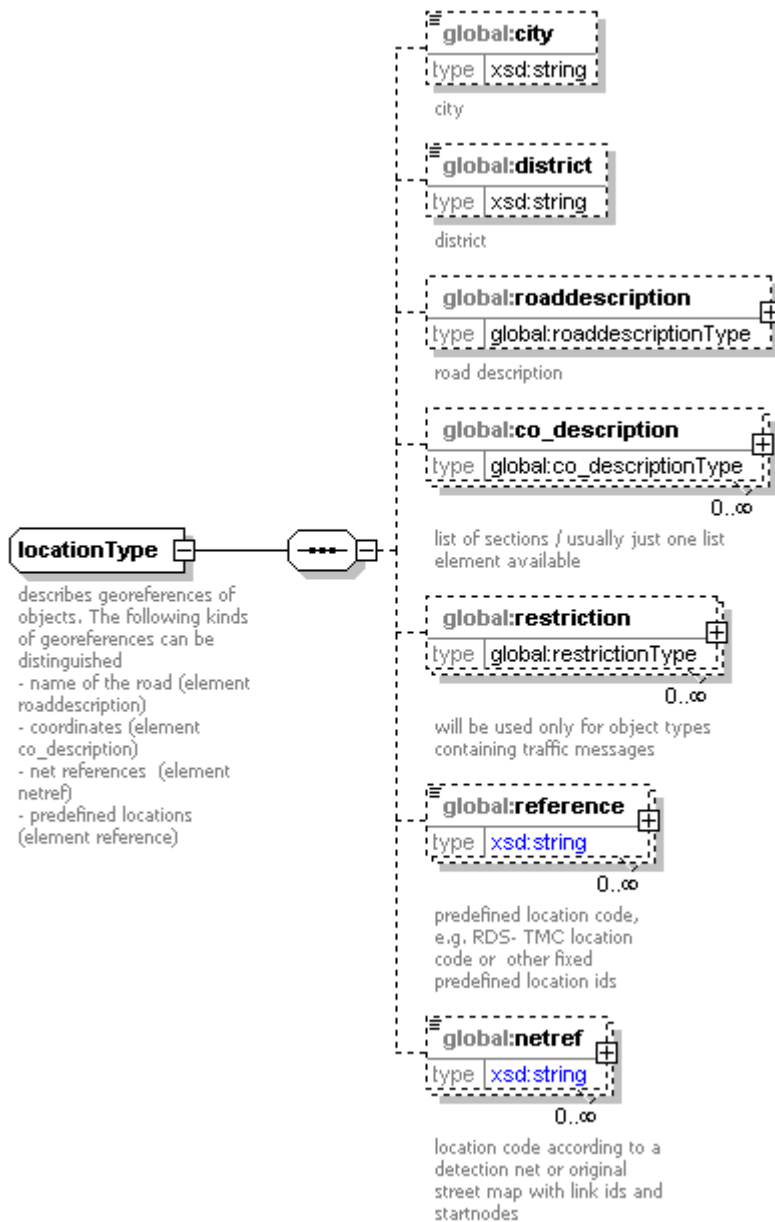 global:city
type xsd:string
city
global:district
type xsd:string
district
global:roaddescription
type global:roaddescriptionType
road description
global:co_description
type global:co_descriptionType
0..∞
list of sections / usually just one list
element available
locationType
describes georeferences of
objects. The following kinds
of georeferences can be
distinguished
- name of the road (element
roaddescription)
- coordinates (element
co_description)
- net references (element
netref)
- predefined locations
(element reference)
global:restriction
type global:restrictionType
0..∞
will be used only for object types
containing traffic messages
global:reference
type xsd:string
0..∞
predefined location code,
e.g. RDS- TMC location
code or other fixed
predefined location ids
global:netref
type xsd:string
0..∞
location code according to a
detection net or original
street map with link ids and
startnodes